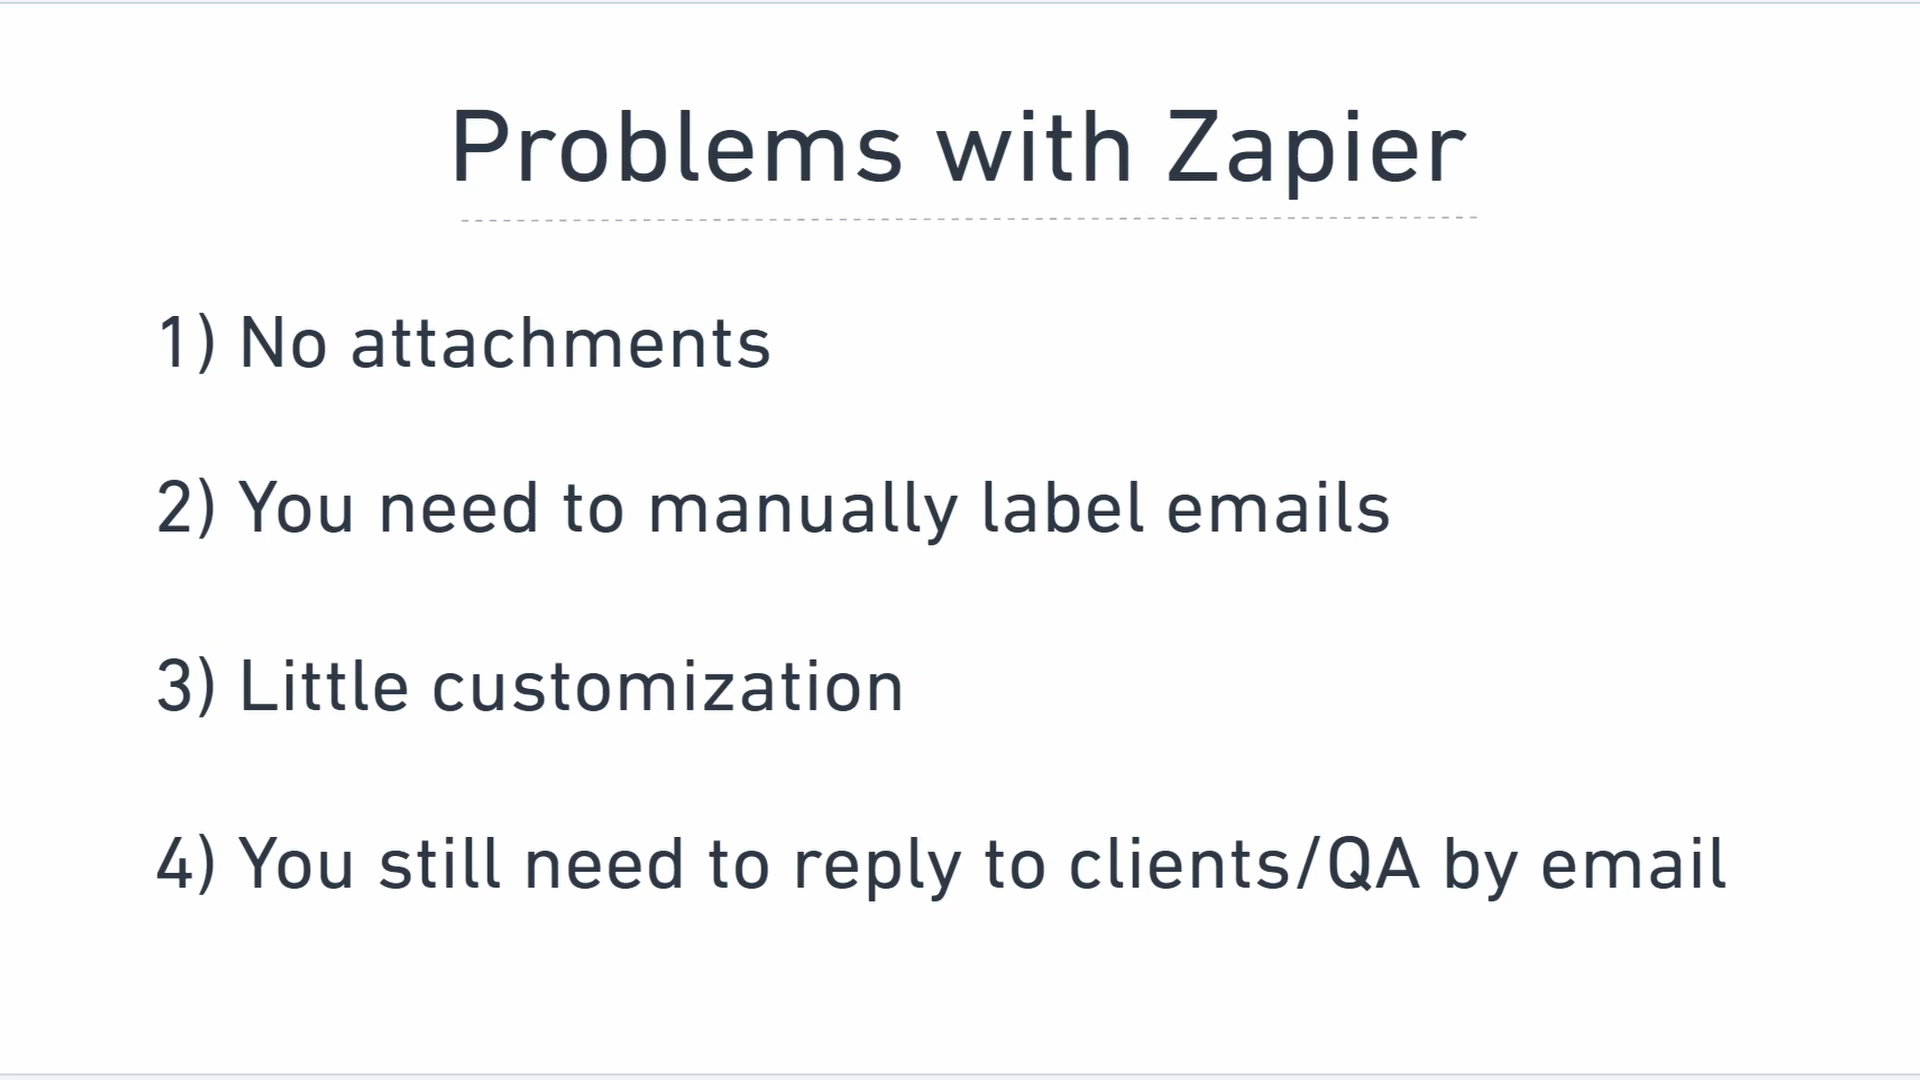 Problems with Zapier
1) No attachments
2) You need to manually label emails
3) Little customization
4) You still need to reply to clients/QA by email